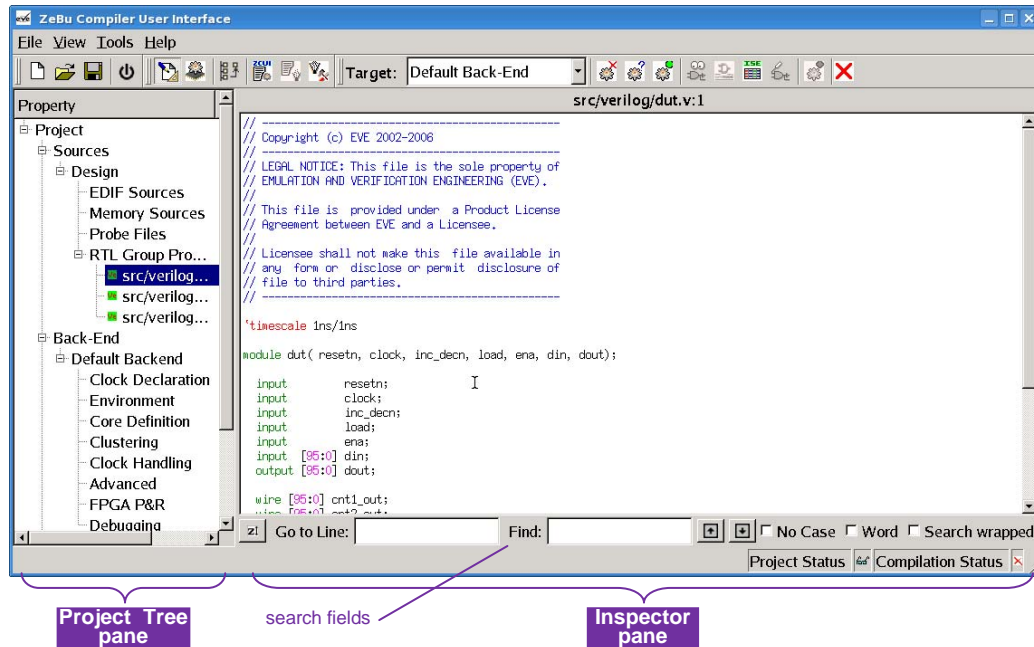 eve ZeBu Compiler User Interface
File View Tools Help
ZCUI Target: Default Back-End ISE
Property
src/verilog/dut.v:1
Project
Sources
Design
EDIF Sources
Memory Sources
Probe Files
RTL Group Pro...
src/verilog...
src/verilog...
src/verilog...
Back-End
Default Backend
Clock Declaration
Environment
Core Definition
Clustering
Clock Handling
Advanced
FPGA P&R
Debugging
// -----------------------------------------------
// Copyright (c) EVE 2002-2006
// -----------------------------------------------
// LEGAL NOTICE: This file is the sole property of
// EMULATION AND VERIFICATION ENGINEERING (EVE).
//
// This file is  provided under  a Product License
// Agreement between EVE and a Licensee.
//
// Licensee shall not make this  file available in
// any  form or  disclose or permit  disclosure of
// file to third parties.
// -----------------------------------------------
`timescale 1ns/1ns
module dut( resetn, clock, inc_decn, load, ena, din, dout);
input resetn;
input clock;
input inc_decn;
input load;
input ena;
input [95:0] din;
output [95:0] dout;
wire [95:0] cnt1_out;
wire [95:0] cnt2_out;
z! Go to Line: Find: No Case Word Search wrapped
Project Status Compilation Status
Project Tree
pane
search fields
Inspector
pane